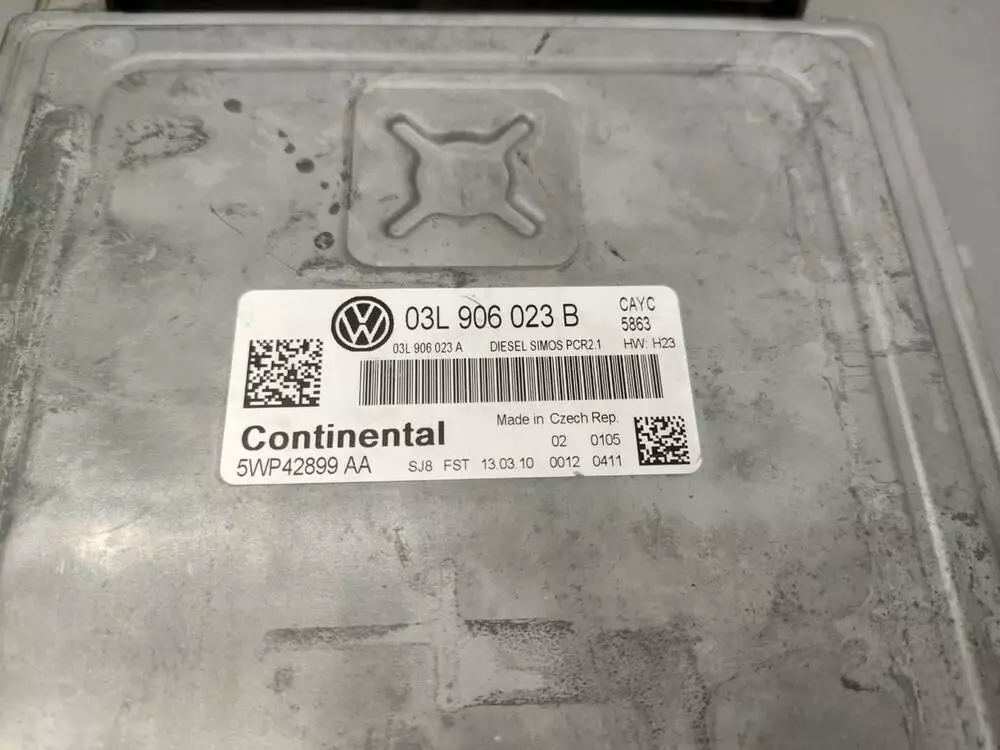 03L 906 023 B
CAYC
5863
03L 906 023 A DIESEL SIMOS PCR2.1 HW: H23
Made in Czech Rep.
Continental 02 0105
5WP42899 AA SJ8 FST 13.03.10 0012 0411